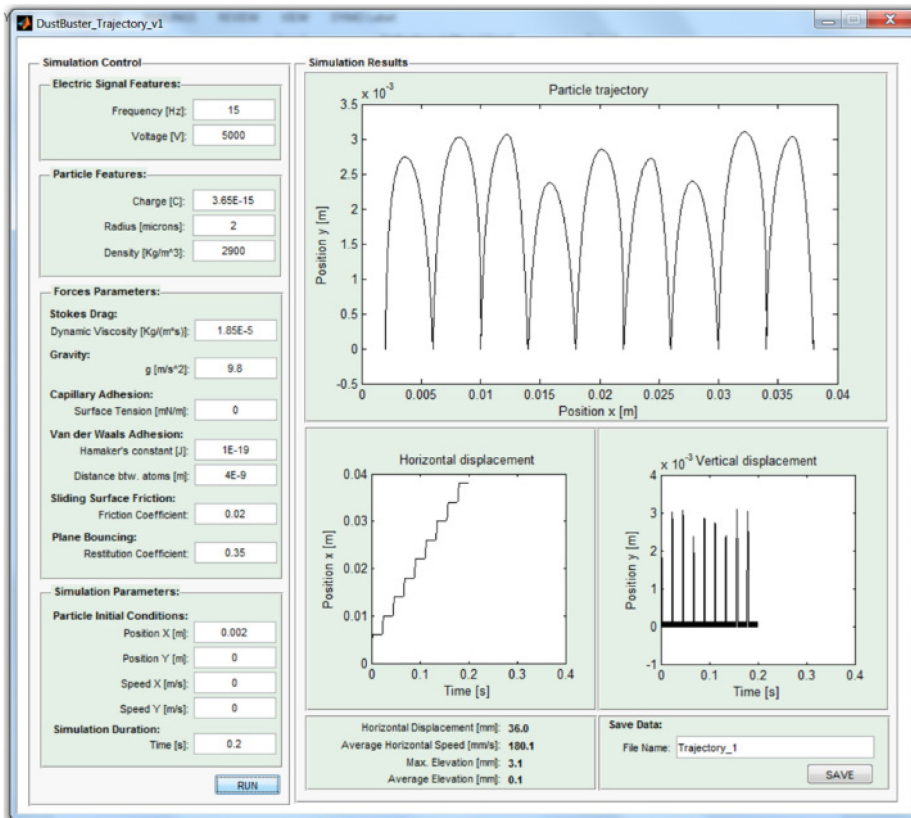 DustBuster_Trajectory_v1
Simulation Control
Electric Signal Features:
Frequency [Hz]: 15
Voltage [V]: 5000
Particle Features:
Charge [C]: 3.65E-15
Radius [microns]: 2
Density [Kg/m^3]: 2900
Forces Parameters:
Stokes Drag:
Dynamic Viscosity [Kg/(m*s)]: 1.85E-5
Gravity:
g [m/s^2]: 9.8
Capillary Adhesion:
Surface Tension [mN/m]: 0
Van der Waals Adhesion:
Hamaker's constant [J]: 1E-19
Distance btw. atoms [m]: 4E-9
Sliding Surface Friction:
Friction Coefficient: 0.02
Plane Bouncing:
Restitution Coefficient: 0.35
Simulation Parameters:
Particle Initial Conditions:
Position X [m]: 0.002
Position Y [m]: 0
Speed X [m/s]: 0
Speed Y [m/s]: 0
Simulation Duration:
Time [s]: 0.2
RUN
Simulation Results
x 10^-3
Particle trajectory
3.5
3
2.5
2
1.5
1
0.5
0
-0.5
Position y [m]
0 0.005 0.01 0.015 0.02 0.025 0.03 0.035 0.04
Position x [m]
Horizontal displacement
0.04
0.03
0.02
0.01
0
Position x [m]
0 0.1 0.2 0.3 0.4
Time [s]
x 10^-3 Vertical displacement
4
3
2
1
0
-1
Position y [m]
0 0.1 0.2 0.3 0.4
Time [s]
Horizontal Displacement [mm]: 36.0
Average Horizontal Speed [mm/s]: 180.1
Max. Elevation [mm]: 3.1
Average Elevation [mm]: 0.1
Save Data:
File Name: Trajectory_1
SAVE